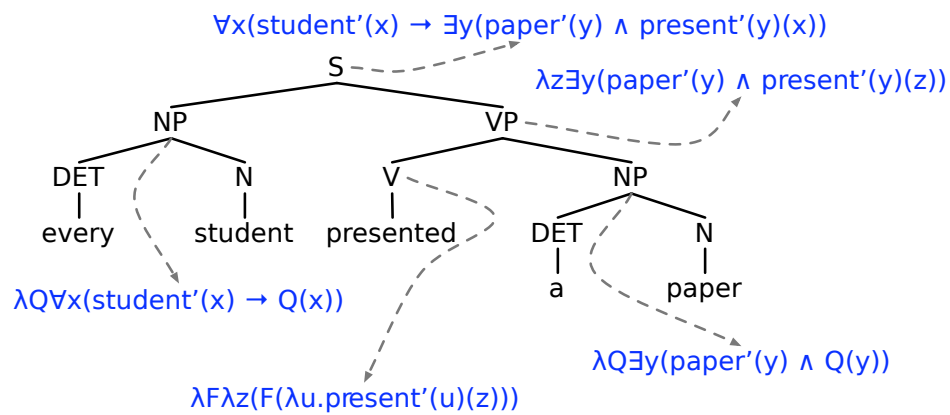 ∀x(student’(x) → ∃y(paper’(y) ∧ present’(y)(x))
S
λz∃y(paper’(y) ∧ present’(y)(z))
NP VP
DET N V NP
every student presented DET N
a paper
λQ∀x(student’(x) → Q(x))
λQ∃y(paper’(y) ∧ Q(y))
λFλz(F(λu.present’(u)(z)))